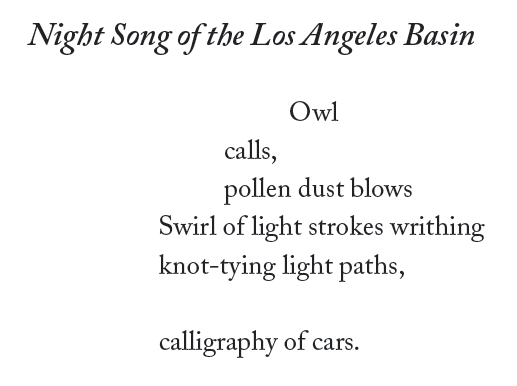 Night Song of the Los Angeles Basin
Owl
calls,
pollen dust blows
Swirl of light strokes writhing
knot-tying light paths,
calligraphy of cars.